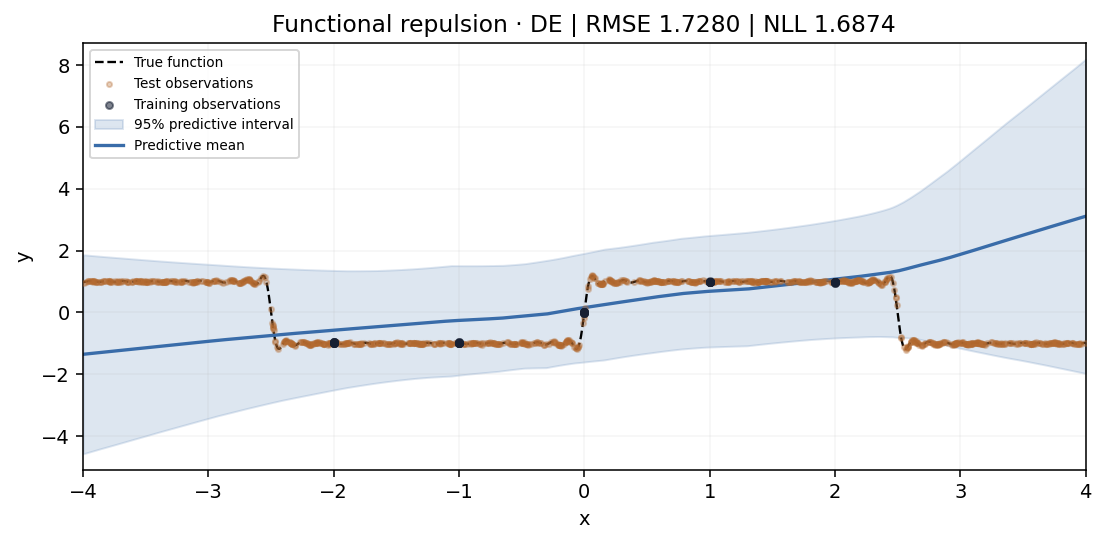 Functional repulsion · DE | RMSE 1.7280 | NLL 1.6874
True function
Test observations
Training observations
95% predictive interval
Predictive mean
8
6
4
2
0
−2
−4
y
−4
−3
−2
−1
0
1
2
3
4
x